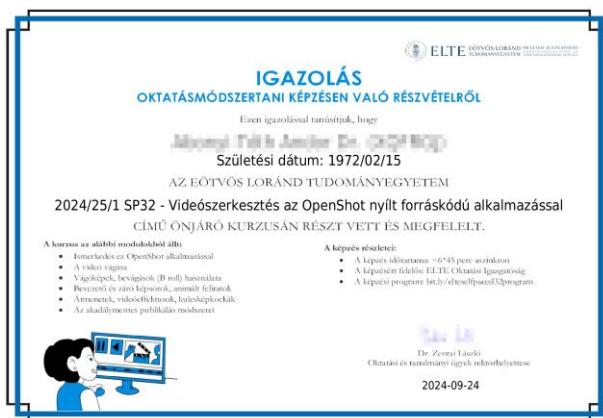 ELTE EÖTVÖS LORÁND TUDOMÁNYEGYETEM
IGAZOLÁS
OKTATÁSMÓDSZERTANI KÉPZÉSEN VALÓ RÉSZVÉTELRŐL
Ezen igazolással tanúsítjuk, hogy
Születési dátum: 1972/02/15
AZ EÖTVÖS LORÁND TUDOMÁNYEGYETEM
2024/25/1 SP32 - Videószerkesztés az OpenShot nyílt forráskódú alkalmazással
CÍMŰ ÖNJÁRÓ KURZUSÁN RÉSZT VETT ÉS MEGFELELT.
A kurzus az alábbi modulokból állt:
• Ismerkedés az OpenShot alkalmazással
• A videó vágása
• Vágóképek, bevágások (B roll) használata
• Bevezető és záró képsorok, animált feliratok
• Átmenetek, videóeffektusok, kulcsképkockák
• Az akadálymentes publikálás módszerei
A képzés részletei:
• A képzés időtartama: ~6*45 perc aszinkron
• A képzésért felelős: ELTE Oktatási Igazgatóság
• A képzési program: bit.ly/elteselfpaced32program
Dr. Zentai László
Oktatási és tanulmányi ügyek rektorhelyettese
2024-09-24